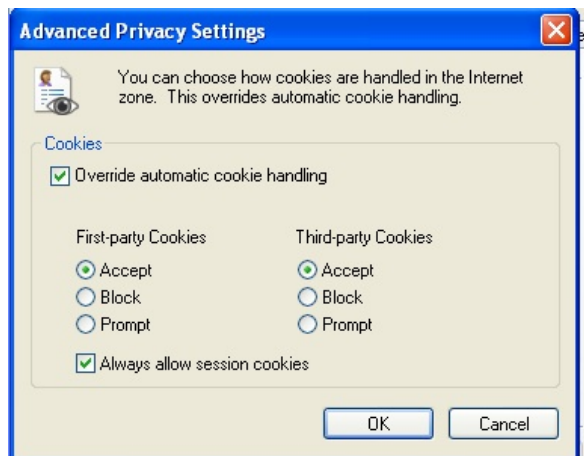 Advanced Privacy Settings
You can choose how cookies are handled in the Internet
zone. This overrides automatic cookie handling.
Cookies
Override automatic cookie handling
First-party Cookies Third-party Cookies
Accept Accept
Block Block
Prompt Prompt
Always allow session cookies
OK Cancel